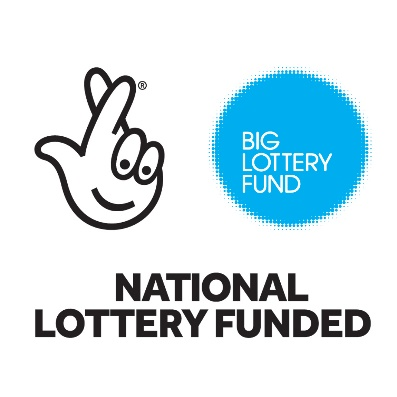 ®
BIG
LOTTERY
FUND
NATIONAL
LOTTERY FUNDED